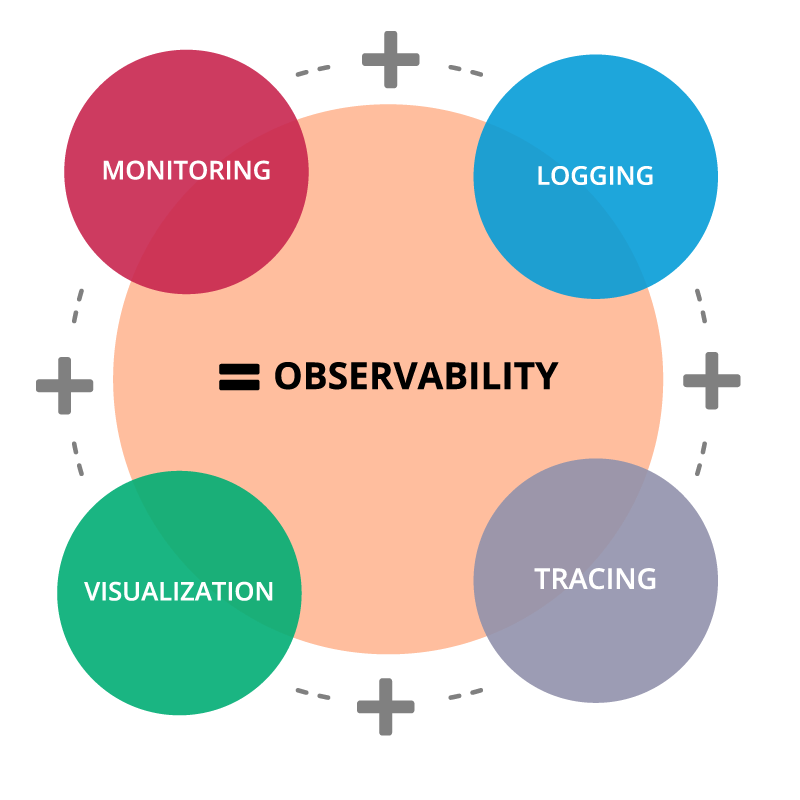 MONITORING
LOGGING
= OBSERVABILITY
VISUALIZATION
TRACING